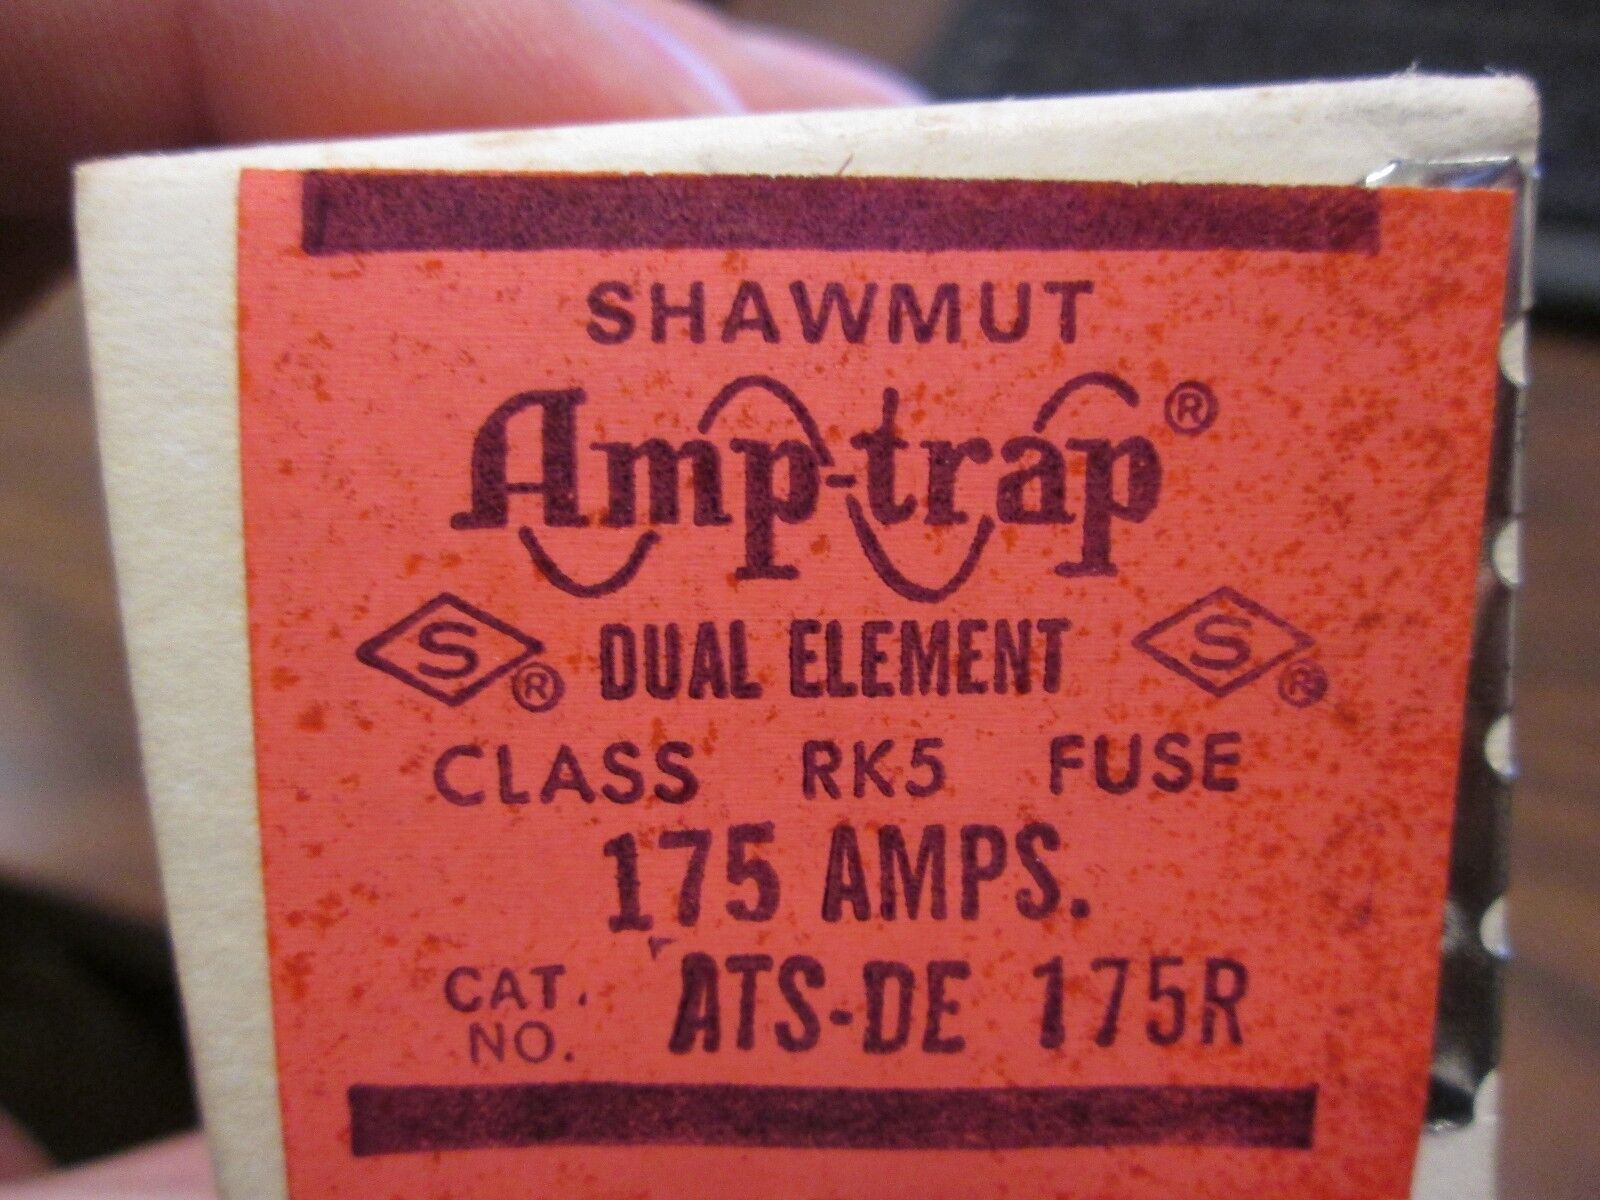 SHAWMUT
Amp-trap®
S® DUAL ELEMENT S®
CLASS RK5 FUSE
175 AMPS.
CAT. NO. ATS-DE 175R